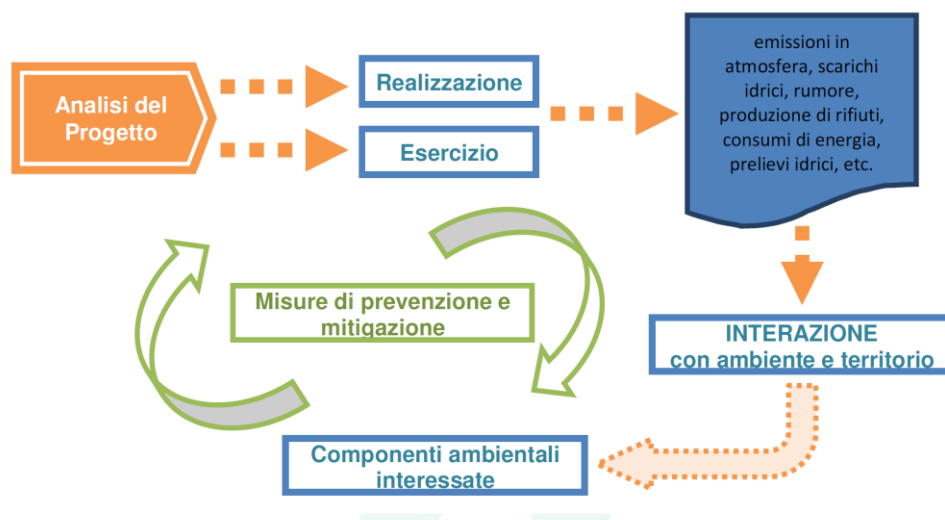 Analisi del
Progetto
Realizzazione
Esercizio
emissioni in
atmosfera, scarichi
idrici, rumore,
produzione di rifiuti,
consumi di energia,
prelievi idrici, etc.
Misure di prevenzione e
mitigazione
INTERAZIONE
con ambiente e territorio
Componenti ambientali
interessate